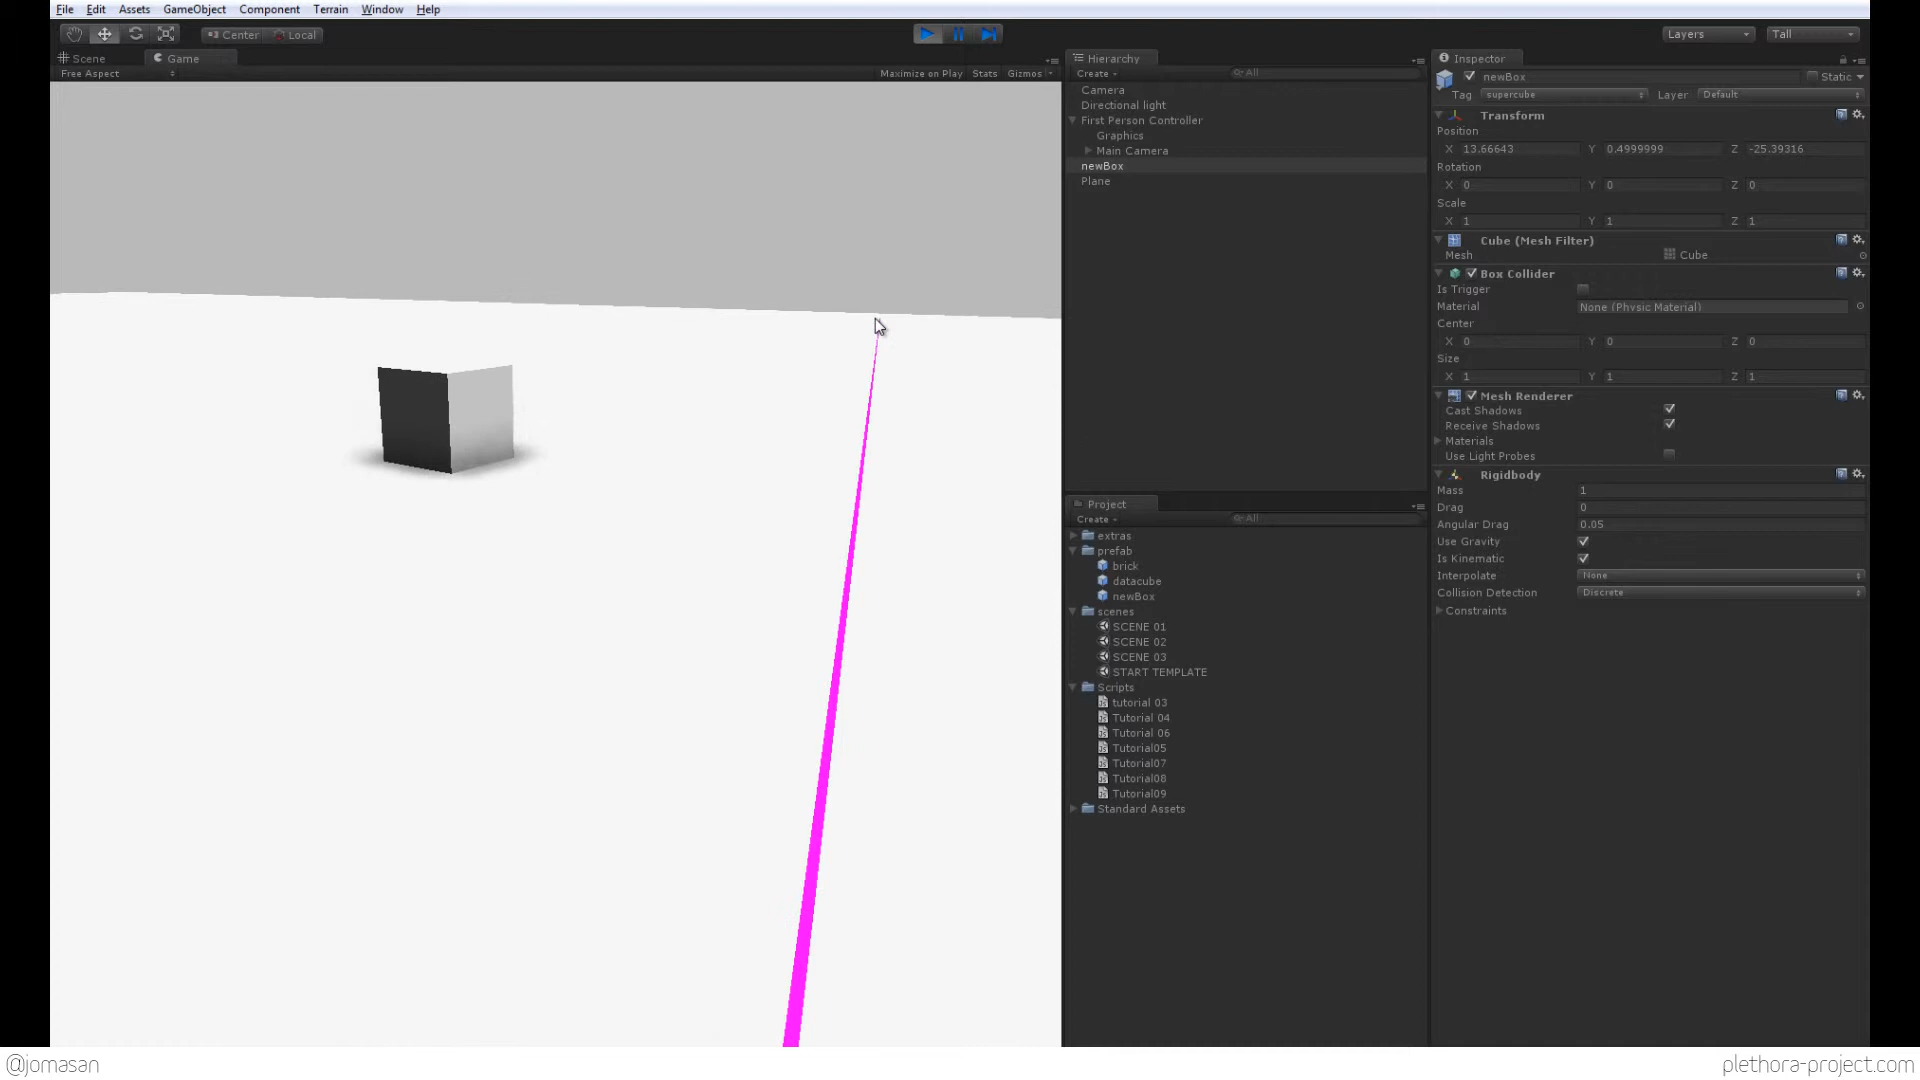 File Edit Assets GameObject Component Terrain Window Help
Center Local
Layers Tall
Scene Game
Free Aspect Maximize on Play Stats Gizmos
Hierarchy
Create All
Camera
Directional light
First Person Controller
Graphics
Main Camera
newBox
Plane
Project
Create All
extras
prefab
brick
datacube
newBox
scenes
SCENE 01
SCENE 02
SCENE 03
START TEMPLATE
Scripts
tutorial 03
Tutorial 04
Tutorial 06
Tutorial05
Tutorial07
Tutorial08
Tutorial09
Standard Assets
Inspector
newBox Static
Tag supercube Layer Default
Transform
Position
X 13.66643 Y 0.4999999 Z -25.39316
Rotation
X 0 Y 0 Z 0
Scale
X 1 Y 1 Z 1
Cube (Mesh Filter)
Mesh Cube
Box Collider
Is Trigger
Material None (Physic Material)
Center
X 0 Y 0 Z 0
Size
X 1 Y 1 Z 1
Mesh Renderer
Cast Shadows
Receive Shadows
Materials
Use Light Probes
Rigidbody
Mass 1
Drag 0
Angular Drag 0.05
Use Gravity
Is Kinematic
Interpolate None
Collision Detection Discrete
Constraints
@jomasan
plethora-project.com